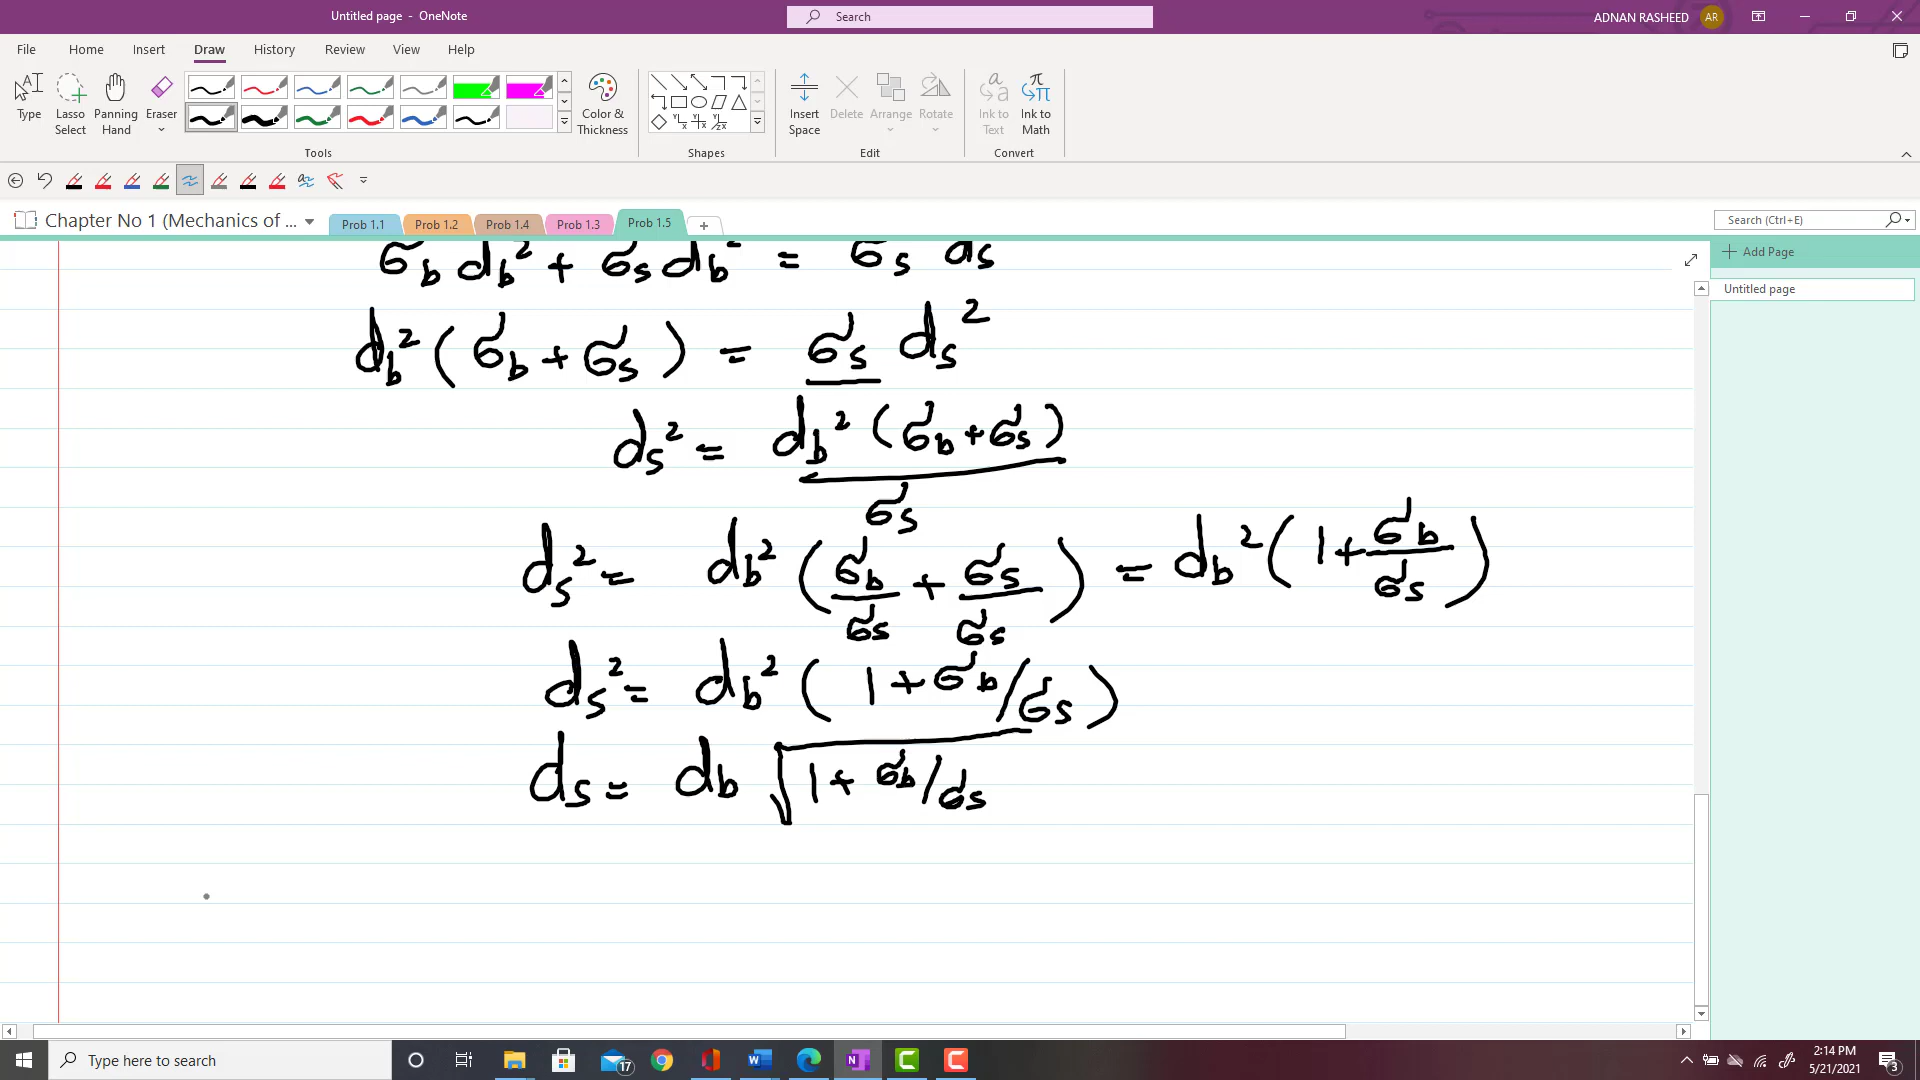 Untitled page - OneNote
Search
ADNAN RASHEED
AR
File Home Insert Draw History Review View Help
Type
Lasso Select
Panning Hand
Eraser
Color & Thickness
Insert Space
Delete
Arrange
Rotate
Ink to Text
Ink to Math
Tools
Shapes
Edit
Convert
Chapter No 1 (Mechanics of ...
Prob 1.1
Prob 1.2
Prob 1.4
Prob 1.3
Prob 1.5
Search (Ctrl+E)
Add Page
Untitled page
σb db² + σs db² = σs ds
db² (σb + σs) = σs ds²
ds² = db² (σb + σs) / σs
ds² = db² (σb/σs + σs/σs) = db² (1 + σb/σs)
ds² = db² (1 + σb/σs)
ds = db √1 + σb/σs
Type here to search
17
2:14 PM
5/21/2021
3